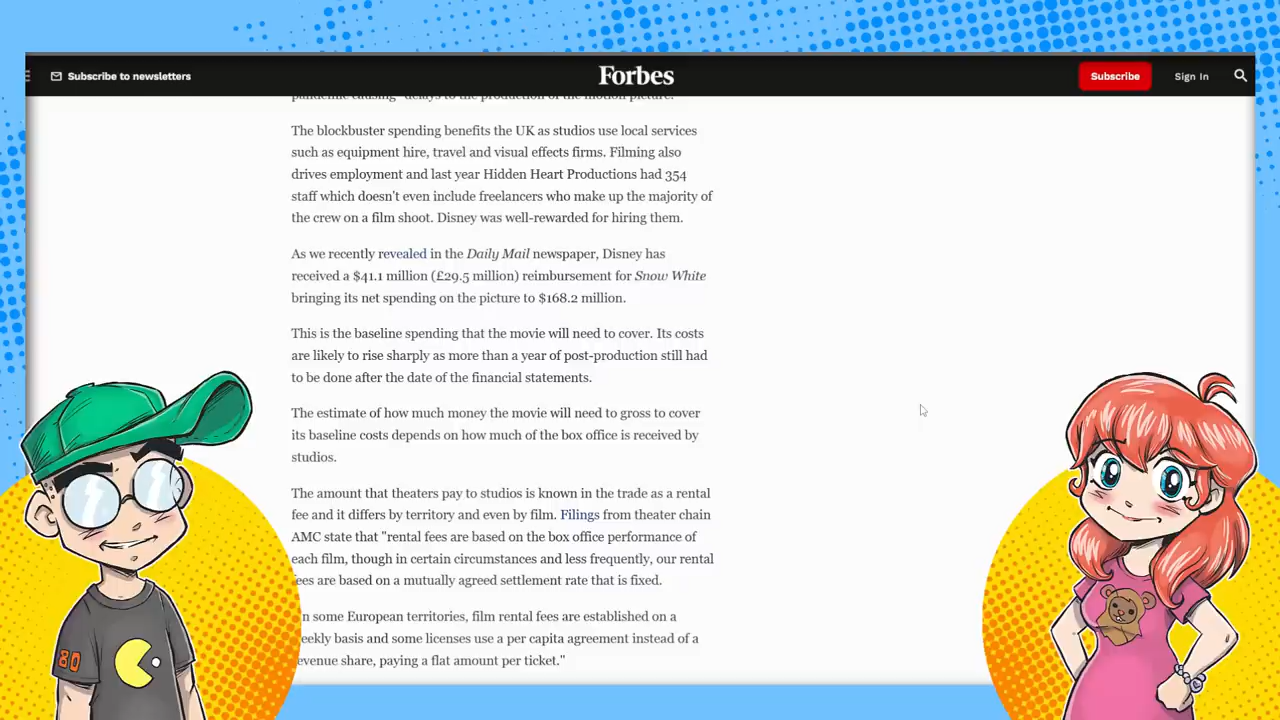 Subscribe to newsletters
Forbes
Subscribe
Sign In
pandemic causing "delays to the production of the motion picture."
The blockbuster spending benefits the UK as studios use local services
such as equipment hire, travel and visual effects firms. Filming also
drives employment and last year Hidden Heart Productions had 354
staff which doesn't even include freelancers who make up the majority of
the crew on a film shoot. Disney was well-rewarded for hiring them.
As we recently revealed in the Daily Mail newspaper, Disney has
received a $41.1 million (£29.5 million) reimbursement for Snow White
bringing its net spending on the picture to $168.2 million.
This is the baseline spending that the movie will need to cover. Its costs
are likely to rise sharply as more than a year of post-production still had
to be done after the date of the financial statements.
The estimate of how much money the movie will need to gross to cover
its baseline costs depends on how much of the box office is received by
studios.
The amount that theaters pay to studios is known in the trade as a rental
fee and it differs by territory and even by film. Filings from theater chain
AMC state that "rental fees are based on the box office performance of
each film, though in certain circumstances and less frequently, our rental
fees are based on a mutually agreed settlement rate that is fixed.
n some European territories, film rental fees are established on a
eekly basis and some licenses use a per capita agreement instead of a
evenue share, paying a flat amount per ticket."
80